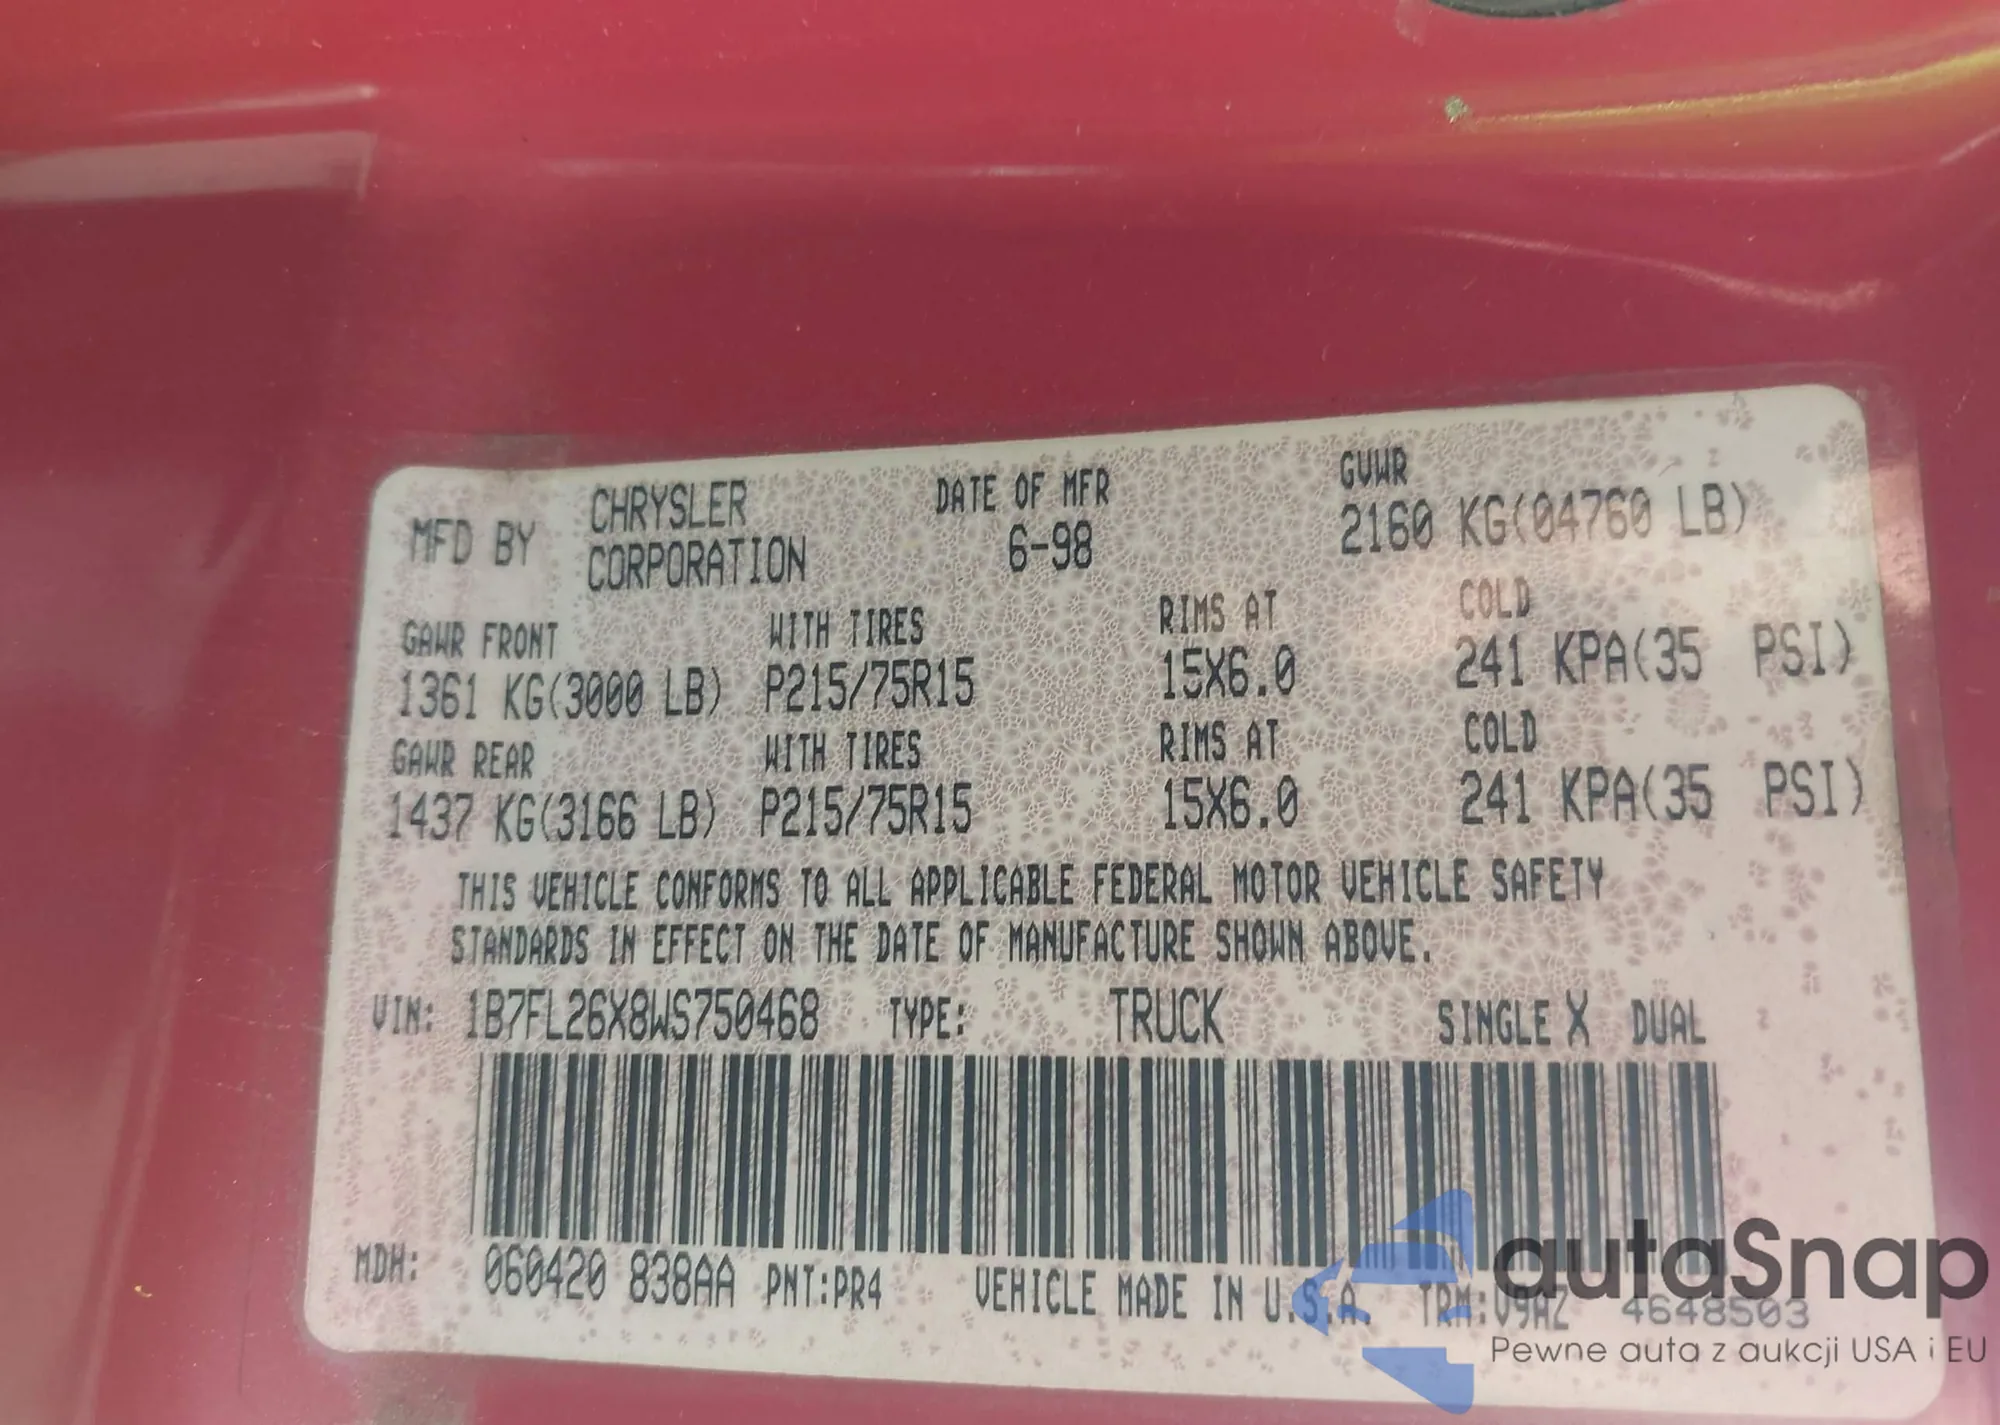 MFD BY CHRYSLER CORPORATION DATE OF MFR 6-98 GVWR 2160 KG(04760 LB)
GAWR FRONT WITH TIRES RIMS AT COLD
1361 KG(3000 LB) P215/75R15 15X6.0 241 KPA(35 PSI)
GAWR REAR WITH TIRES RIMS AT COLD
1437 KG(3166 LB) P215/75R15 15X6.0 241 KPA(35 PSI)
THIS VEHICLE CONFORMS TO ALL APPLICABLE FEDERAL MOTOR VEHICLE SAFETY
STANDARDS IN EFFECT ON THE DATE OF MANUFACTURE SHOWN ABOVE.
VIN: 1B7FL26X8WS750468 TYPE: TRUCK SINGLE X DUAL
MDH: 060420 838AA PNT:PR4 VEHICLE MADE IN U.S.A. TRM:V9AZ 4648503
autaSnap
Pewne auta z aukcji USA i EU